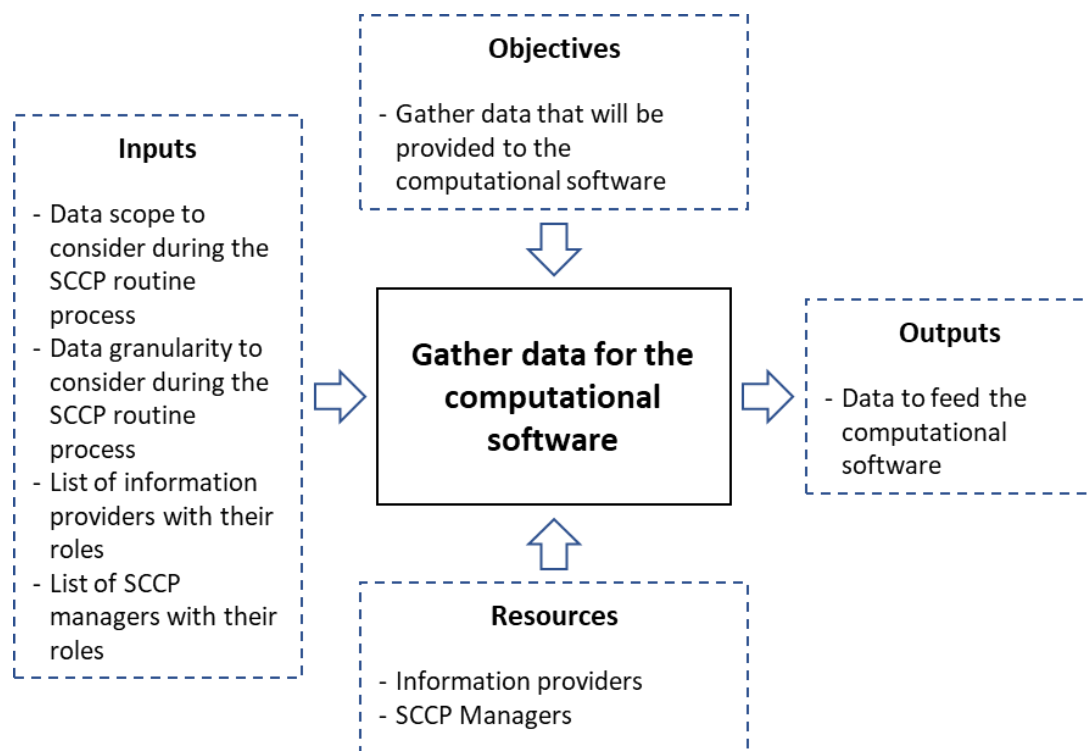 Objectives
- Gather data that will be
provided to the
computational software
Inputs
- Data scope to
consider during the
SCCP routine
process
- Data granularity to
consider during the
SCCP routine
process
- List of information
providers with their
roles
- List of SCCP
managers with their
roles
Gather data for the
computational
software
Outputs
- Data to feed the
computational
software
Resources
- Information providers
- SCCP Managers